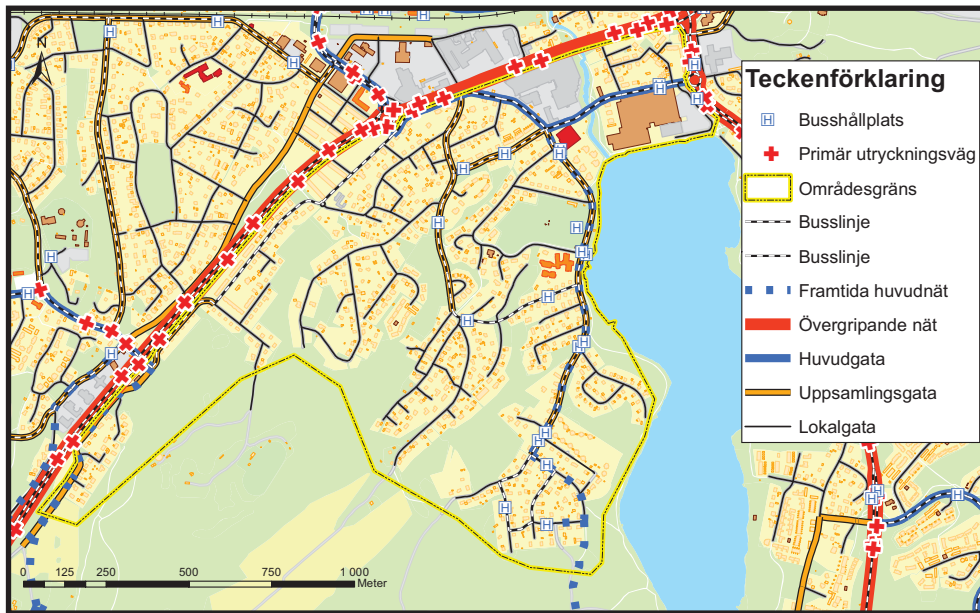 N
Teckenförklaring
H Busshållplats
Primär utryckningsväg
Områdesgräns
Busslinje
Busslinje
Framtida huvudnät
Övergripande nät
Huvudgata
Uppsamlingsgata
Lokalgata
0 125 250 500 750 1 000
Meter